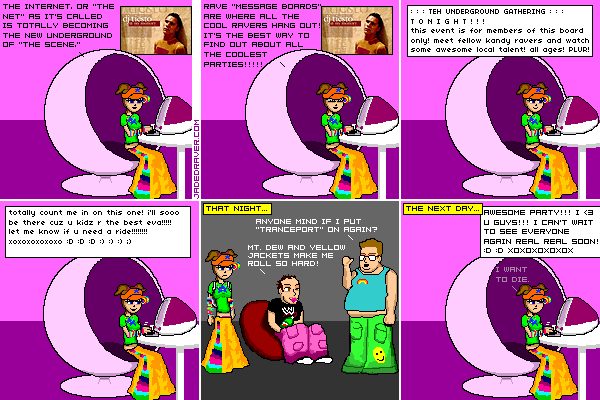 THE INTERNET, OR "THE
NET" AS IT'S CALLED
IS TOTALLY BECOMING
THE NEW UNDERGROUND
OF "THE SCENE."
dj tiësto
RAVE "MESSAGE BOARDS"
ARE WHERE ALL THE
COOL RAVERS HANG OUT!
IT'S THE BEST WAY TO
FIND OUT ABOUT ALL
THE COOLEST
PARTIES!!!!!
dj tiësto
JADEDRAVER.COM
: : : TEH UNDERGROUND GATHERING : : :
T O N I G H T ! ! !
this event is for members of this board
only! meet fellow kandy ravers and watch
some awesome local talent! all ages! PLUR!
totally count me in on this one! i'll sooo
be there cuz u kidz r the best eva!!!!!
let me know if u need a ride!!!!!!!!
xoxoxoxoxoxo :D :D :D :) :) :) :)
THAT NIGHT...
ANYONE MIND IF I PUT
"TRANCEPORT" ON AGAIN?
MT. DEW AND YELLOW
JACKETS MAKE ME
ROLL SO HARD!
THE NEXT DAY...
AWESOME PARTY!!! I <3
U GUYS!!! I CAN'T WAIT
TO SEE EVERYONE
AGAIN REAL REAL SOON!
:D :D XOXOXOXOXOX
I WANT
TO DIE.